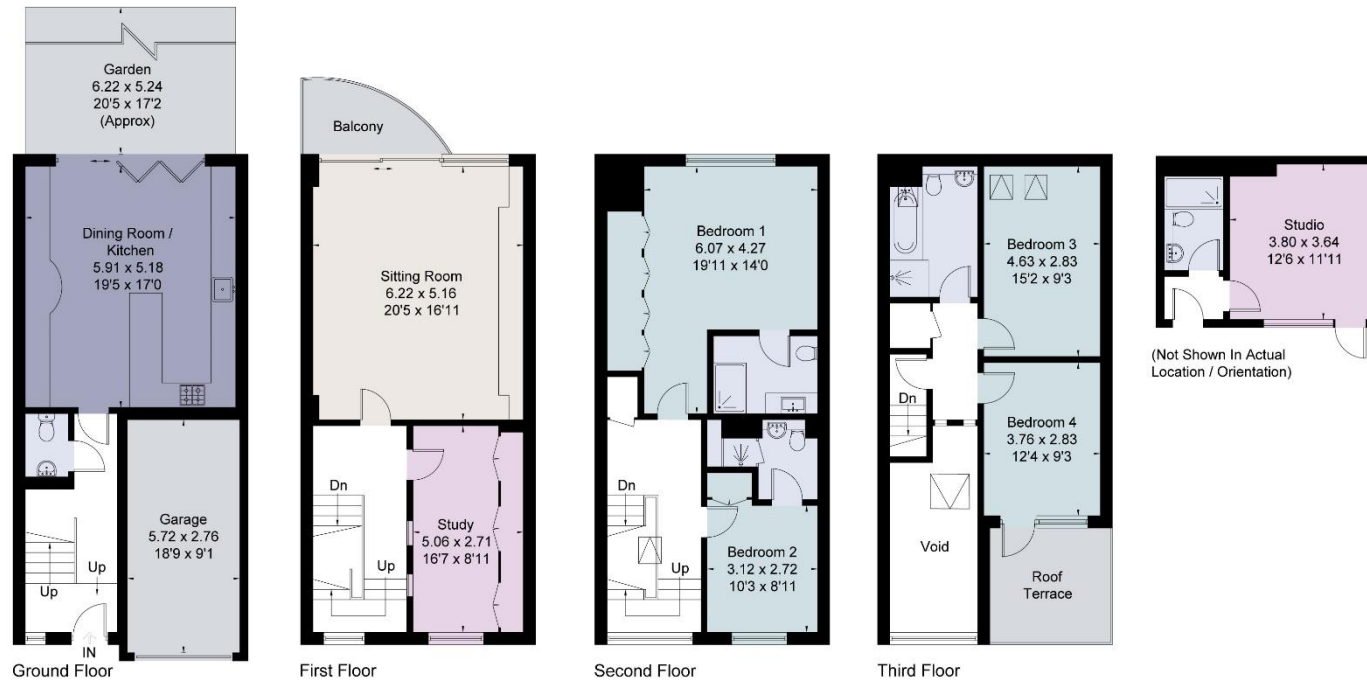 Garden
6.22 x 5.24
20'5 x 17'2
(Approx)
Dining Room /
Kitchen
5.91 x 5.18
19'5 x 17'0
Garage
5.72 x 2.76
18'9 x 9'1
Up
Up
IN
Ground Floor
Balcony
Sitting Room
6.22 x 5.16
20'5 x 16'11
Dn
Study
5.06 x 2.71
16'7 x 8'11
Up
First Floor
Bedroom 1
6.07 x 4.27
19'11 x 14'0
Dn
Bedroom 2
3.12 x 2.72
10'3 x 8'11
Up
Second Floor
Bedroom 3
4.63 x 2.83
15'2 x 9'3
Dn
Bedroom 4
3.76 x 2.83
12'4 x 9'3
Void
Roof
Terrace
Third Floor
Studio
3.80 x 3.64
12'6 x 11'11
(Not Shown In Actual
Location / Orientation)